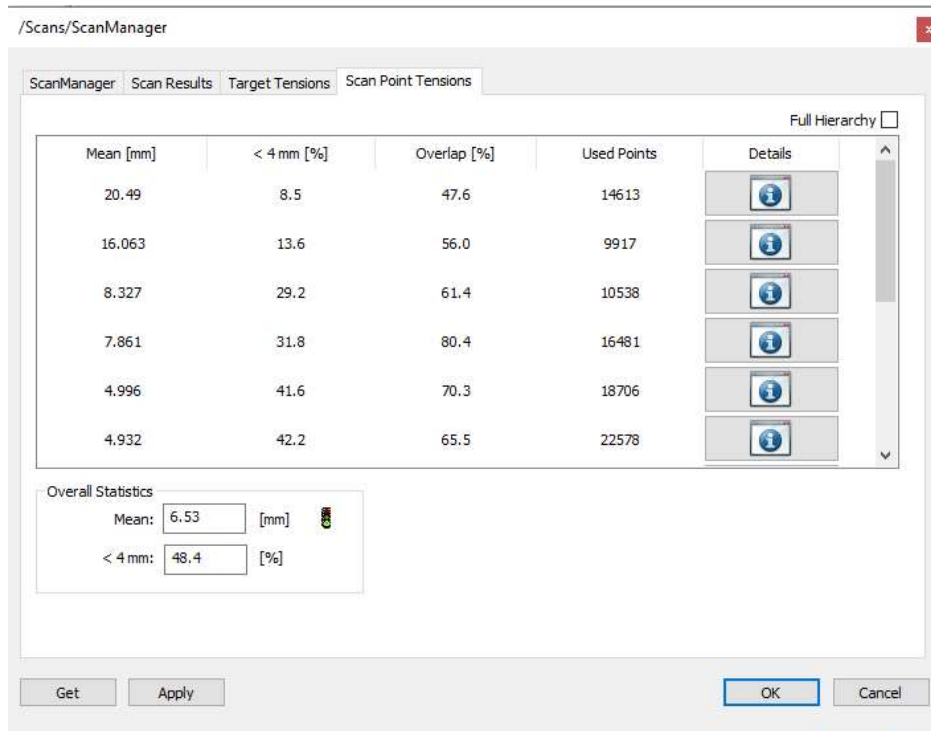 /Scans/ScanManager
ScanManager Scan Results Target Tensions Scan Point Tensions
Full Hierarchy
Mean [mm] < 4 mm [%] Overlap [%] Used Points Details
20.49 8.5 47.6 14613
16.063 13.6 56.0 9917
8.327 29.2 61.4 10538
7.861 31.8 80.4 16481
4.996 41.6 70.3 18706
4.932 42.2 65.5 22578
Overall Statistics
Mean: 6.53 [mm]
< 4 mm: 48.4 [%]
Get Apply OK Cancel